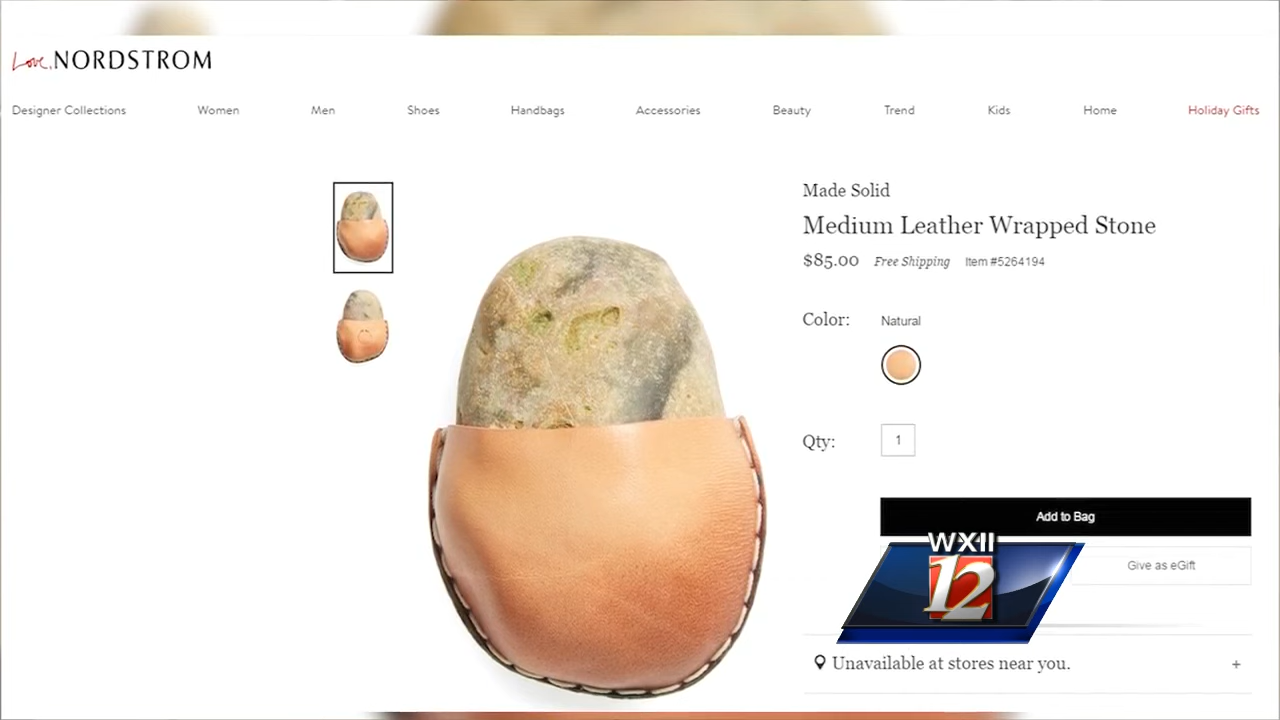 Love, NORDSTROM
Designer Collections Women Men Shoes Handbags Accessories Beauty Trend Kids Home Holiday Gifts
Made Solid
Medium Leather Wrapped Stone
$85.00 Free Shipping Item #5264194
Color: Natural
Qty: 1
Add to Bag
WXII
12
Give as eGift
Unavailable at stores near you. +